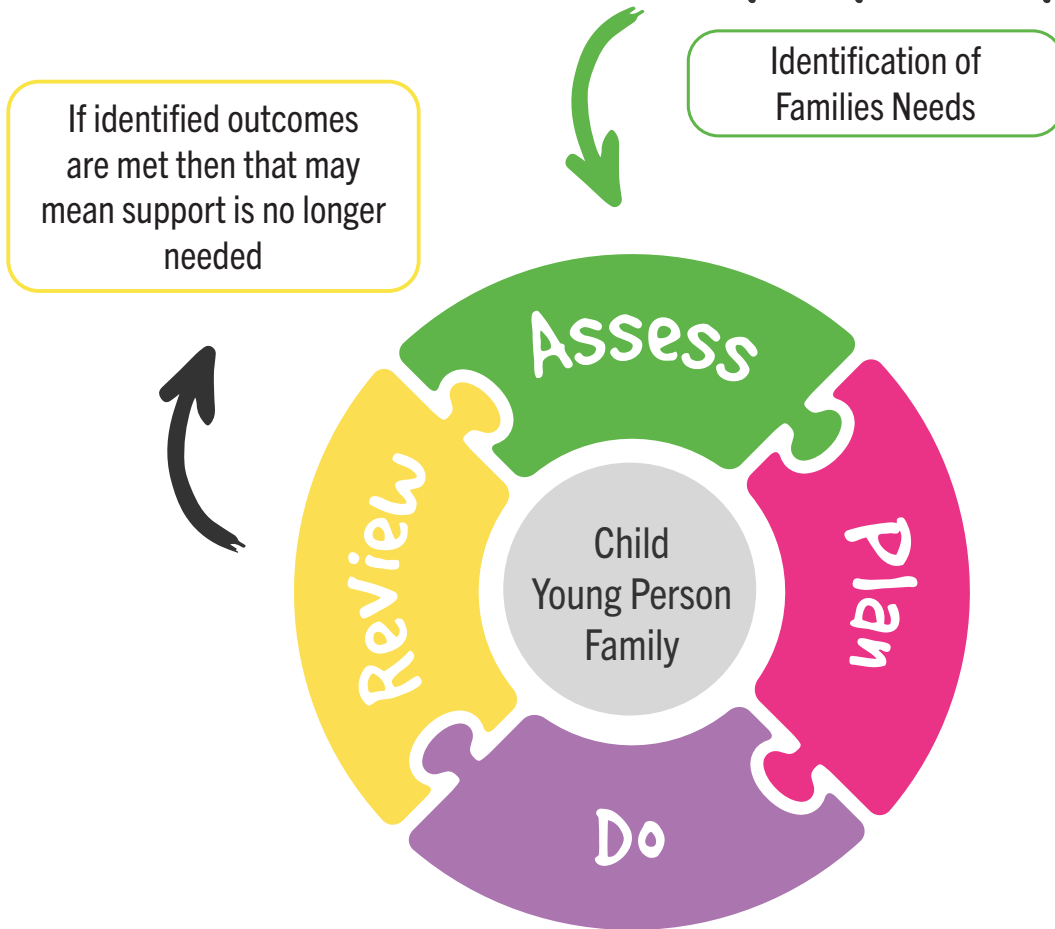 Identification of
Families Needs
If identified outcomes
are met then that may
mean support is no longer
needed
Assess
Plan
Do
Review
Child
Young Person
Family